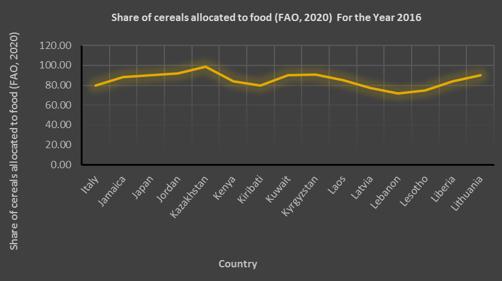 Share of cereals allocated to food (FAO, 2020) For the Year 2016
Share of cereals allocated to food (FAO, 2020)
120.00
100.00
80.00
60.00
40.00
20.00
0.00
Italy
Jamaica
Japan
Jordan
Kazakhstan
Kenya
Kiribati
Kuwait
Kyrgyzstan
Laos
Latvia
Lebanon
Lesotho
Liberia
Lithuania
Country